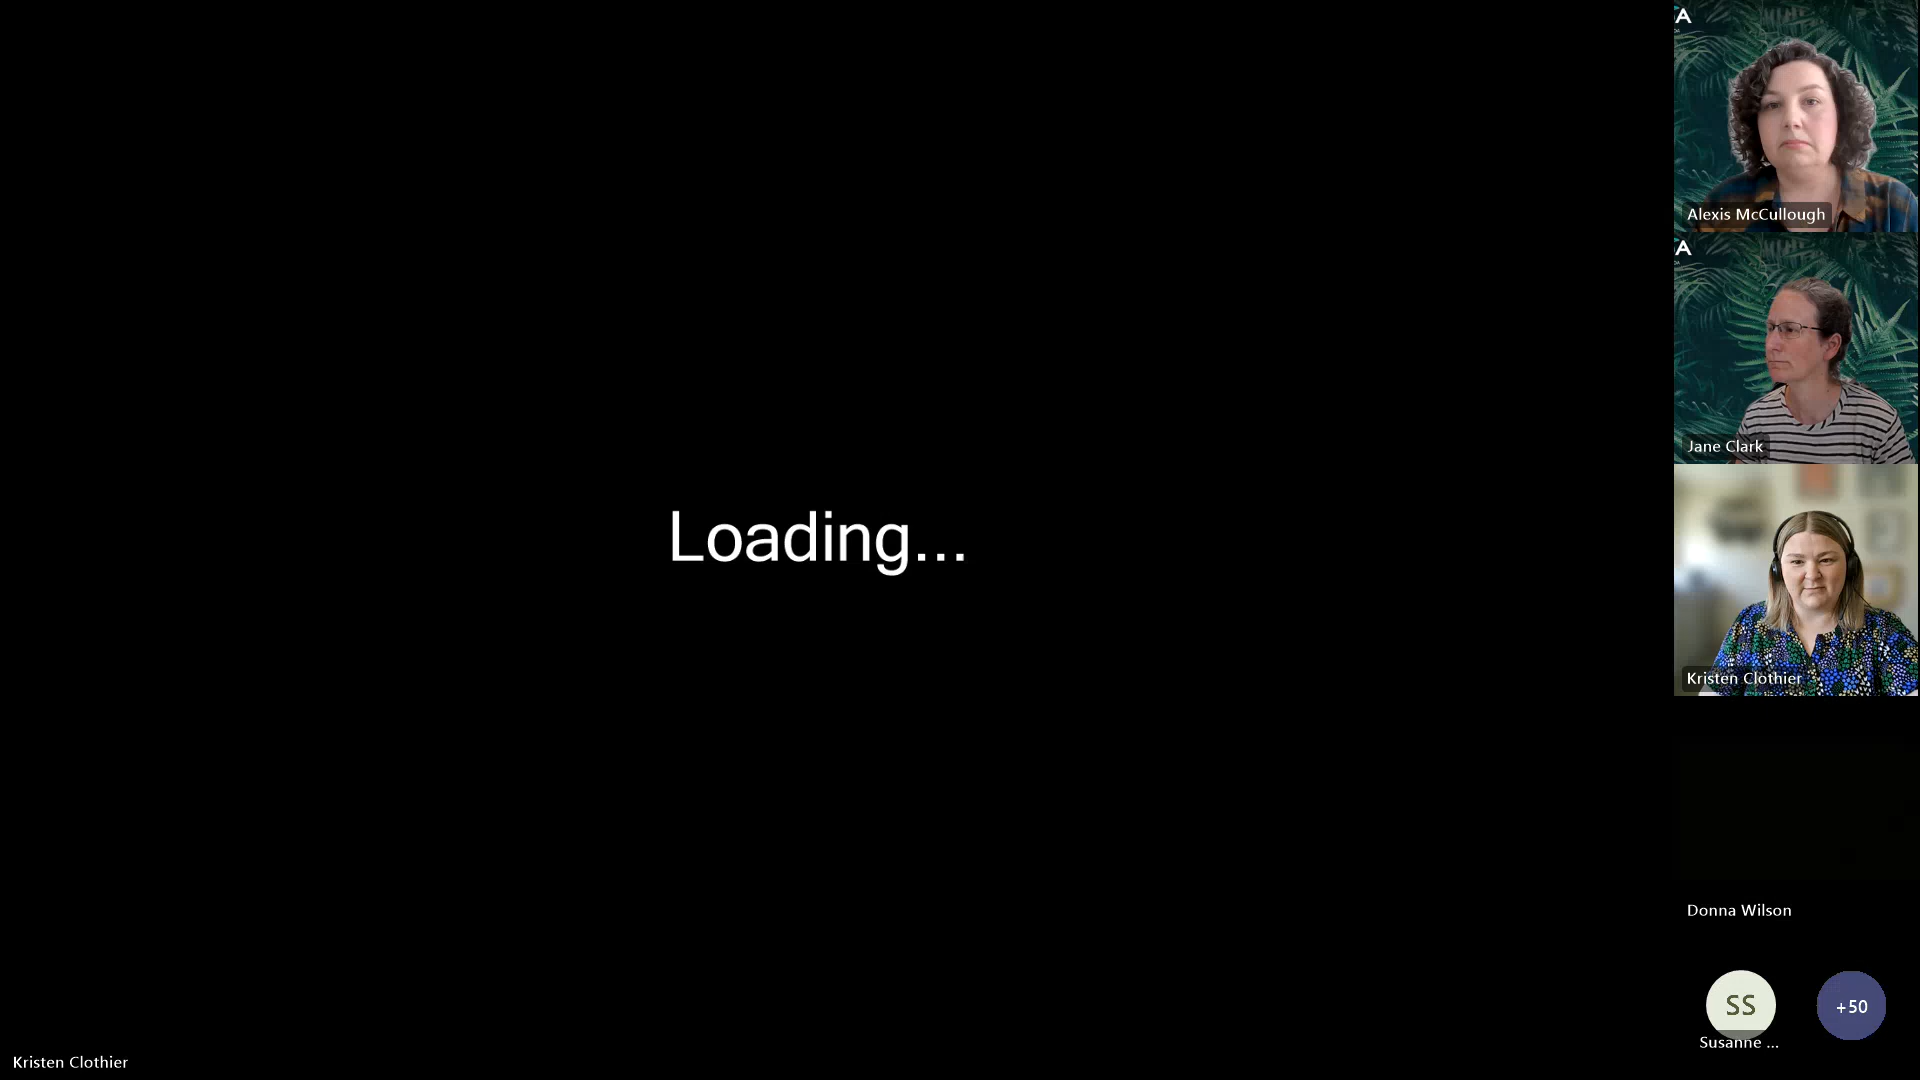 Loading...
Kristen Clothier
A
Alexis McCullough
A
Jane Clark
Kristen Clothier
Donna Wilson
SS
+50
Susanne ...